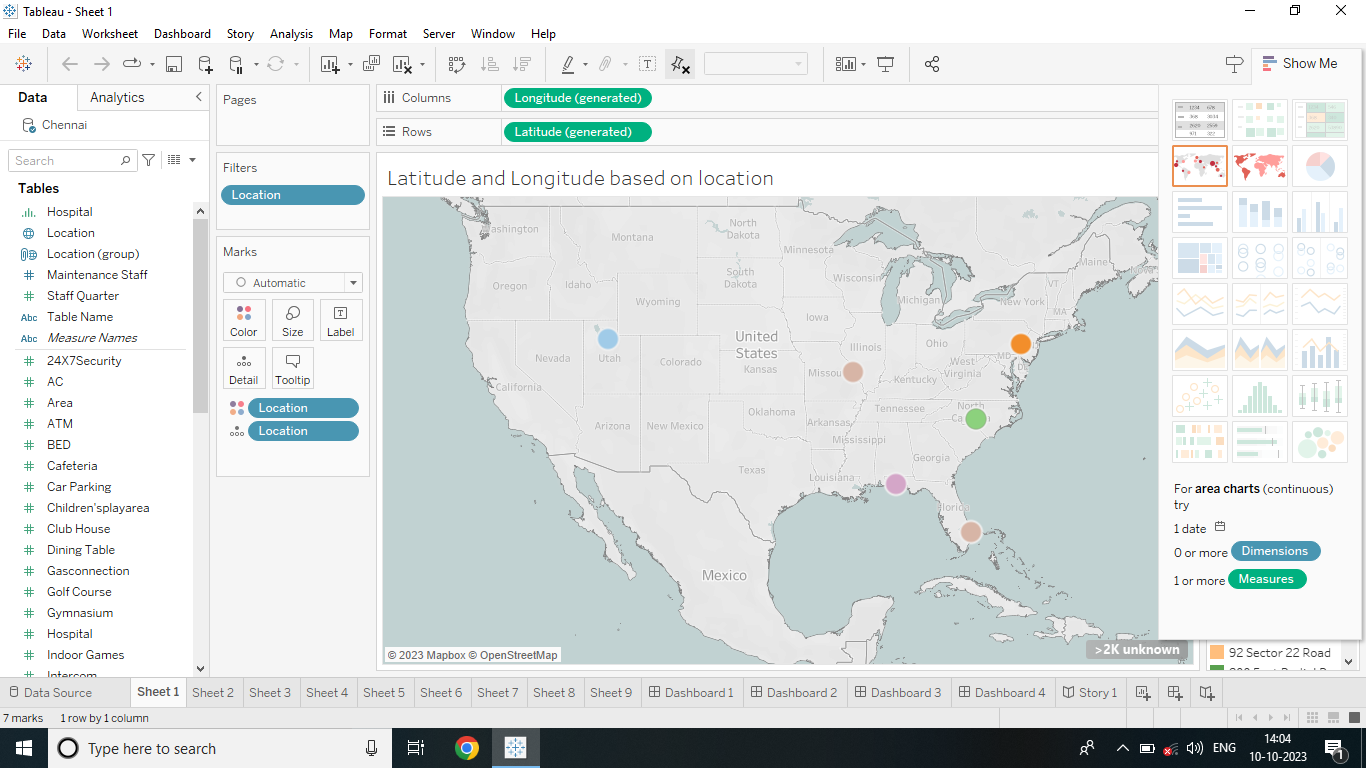 Tableau - Sheet 1
File Data Worksheet Dashboard Story Analysis Map Format Server Window Help
Show Me
Data Analytics
Chennai
Search
Tables
Hospital
Location
Location (group)
Maintenance Staff
Staff Quarter
Abc Table Name
Abc Measure Names
24X7Security
AC
Area
ATM
BED
Cafeteria
Car Parking
Children'splayarea
Club House
Dining Table
Gasconnection
Golf Course
Gymnasium
Hospital
Indoor Games
Intercom
Pages
Filters
Location
Marks
Automatic
Color Size Label
Detail Tooltip
Location
Location
Columns Longitude (generated)
Rows Latitude (generated)
Latitude and Longitude based on location
Washington
Montana
North
Dakota
Minnesota
Maine
Oregon
Idaho
South
Dakota
Wisconsin
Michigan
VT
New York
MA
Wyoming
Iowa
United
States
Nevada
Utah
Colorado
Kansas
Illinois
Ohio
MD
DE
West
Virginia
Missou
Kentucky
California
Arizona
New Mexico
Oklahoma
Arkansas
Tennessee
North
Mississippi
Georgia
Texas
Louisiana
Florida
Mexico
© 2023 Mapbox © OpenStreetMap
>2K unknown
For area charts (continuous)
try
1 date
0 or more Dimensions
1 or more Measures
92 Sector 22 Road
Data Source Sheet 1 Sheet 2 Sheet 3 Sheet 4 Sheet 5 Sheet 6 Sheet 7 Sheet 8 Sheet 9 Dashboard 1 Dashboard 2 Dashboard 3 Dashboard 4 Story 1
7 marks 1 row by 1 column
Type here to search
ENG
14:04
10-10-2023
1